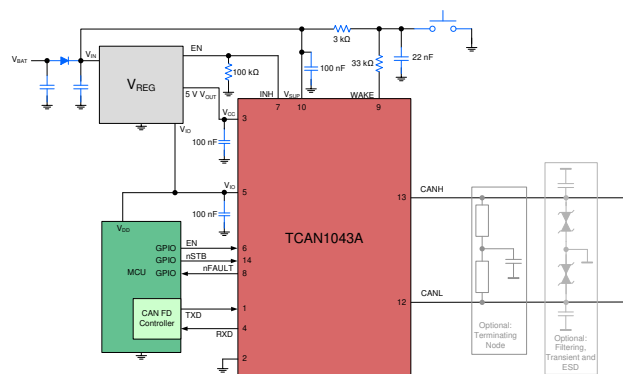 3 kΩ
VBAT
VIN
EN
33 kΩ
22 nF
100 kΩ
100 nF
VREG
5 V VOUT
INH
VSUP
WAKE
7
10
9
VCC
3
VIO
100 nF
VIO
5
13
CANH
100 nF
VDD
TCAN1043A
GPIO
EN
6
GPIO
nSTB
14
MCU
GPIO
nFAULT
8
CAN FD
Controller
TXD
1
RXD
4
12
CANL
2
Optional:
Terminating
Node
Optional:
Filtering,
Transient and
ESD